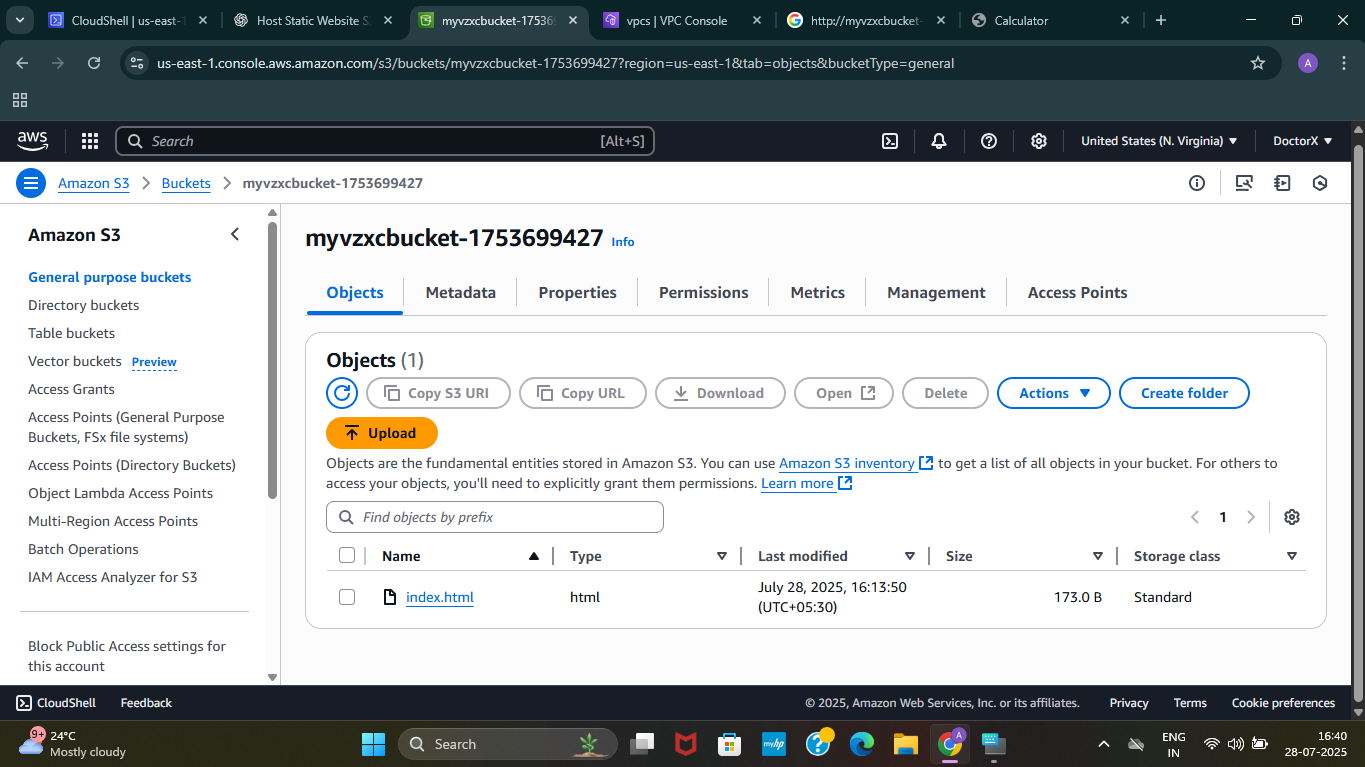 CloudShell | us-east-1
Host Static Website S
myvzxcbucket-17536
vpcs | VPC Console
http://myvzxcbucket-
Calculator
us-east-1.console.aws.amazon.com/s3/buckets/myvzxcbucket-1753699427?region=us-east-1&tab=objects&bucketType=general
A
aws
Search
[Alt+S]
United States (N. Virginia)
DoctorX
Amazon S3
Buckets
myvzxcbucket-1753699427
Amazon S3
General purpose buckets
Directory buckets
Table buckets
Vector buckets Preview
Access Grants
Access Points (General Purpose
Buckets, FSx file systems)
Access Points (Directory Buckets)
Object Lambda Access Points
Multi-Region Access Points
Batch Operations
IAM Access Analyzer for S3
Block Public Access settings for
this account
myvzxcbucket-1753699427 Info
Objects
Metadata
Properties
Permissions
Metrics
Management
Access Points
Objects (1)
Copy S3 URI
Copy URL
Download
Open
Delete
Actions
Create folder
Upload
Objects are the fundamental entities stored in Amazon S3. You can use Amazon S3 inventory to get a list of all objects in your bucket. For others to
access your objects, you'll need to explicitly grant them permissions. Learn more
Find objects by prefix
1
Name
Type
Last modified
Size
Storage class
index.html
html
July 28, 2025, 16:13:50
(UTC+05:30)
173.0 B
Standard
CloudShell
Feedback
© 2025, Amazon Web Services, Inc. or its affiliates.
Privacy
Terms
Cookie preferences
9+
24°C
Mostly cloudy
Search
myhp
A
ENG
IN
16:40
28-07-2025